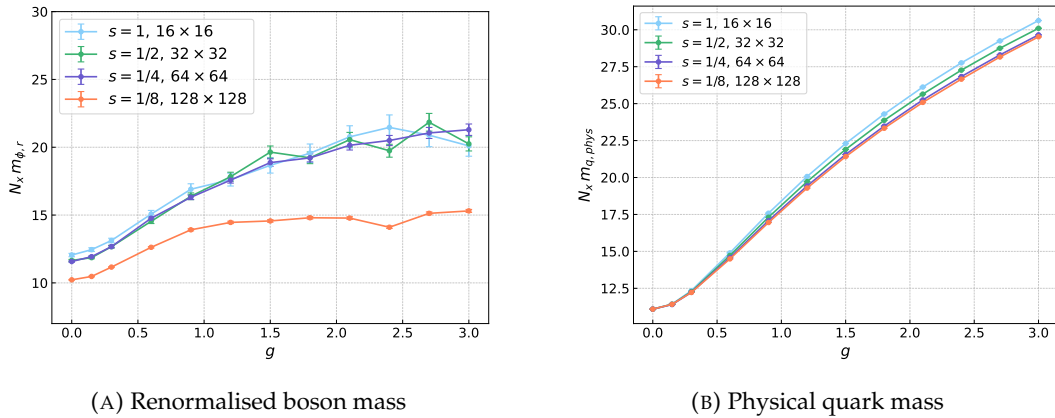 30
25
20
15
10
N_x m_{ϕ,r}
s = 1, 16 × 16
s = 1/2, 32 × 32
s = 1/4, 64 × 64
s = 1/8, 128 × 128
0.0 0.5 1.0 1.5 2.0 2.5 3.0
g
(A) Renormalised boson mass
30.0
27.5
25.0
22.5
20.0
17.5
15.0
12.5
N_x m_{q,phys}
s = 1, 16 × 16
s = 1/2, 32 × 32
s = 1/4, 64 × 64
s = 1/8, 128 × 128
0.0 0.5 1.0 1.5 2.0 2.5 3.0
g
(B) Physical quark mass